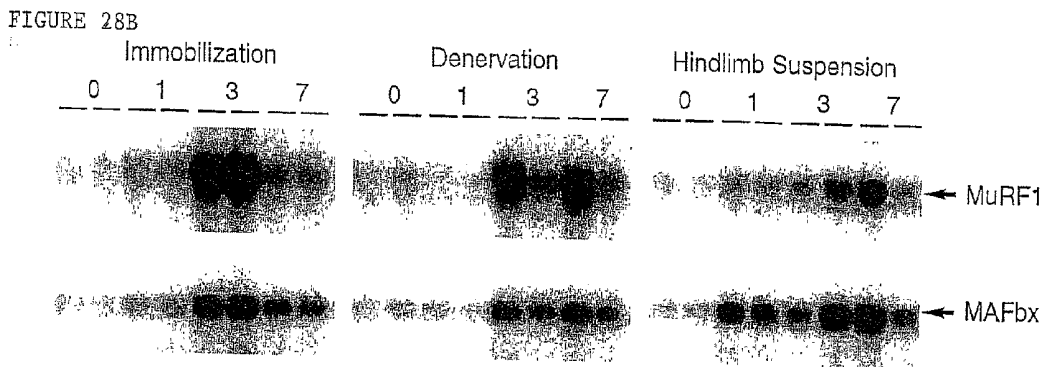 FIGURE 28B
Immobilization
Denervation
Hindlimb Suspension
0 1 3 7
0 1 3 7
0 1 3 7
MuRF1
MAFbx